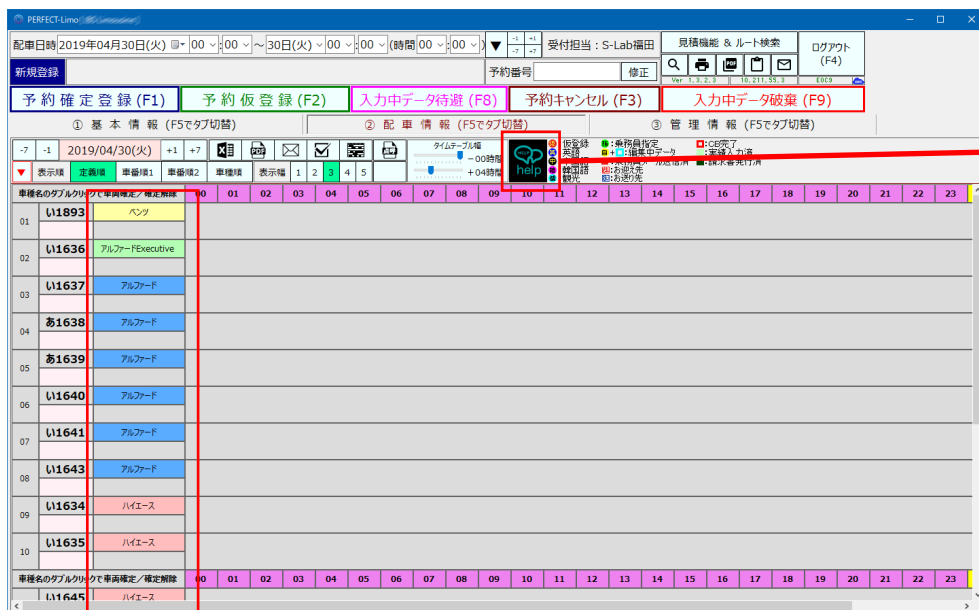 PERFECT-Limo
配車日時 2019年04月30日(火) 00 : 00 ～ 30日(火) 00 : 00 (時間 00 : 00 ) ▼ -1 +1 -7 +7 受付担当：S-Lab福田 見積機能 & ルート検索 ログアウト (F4)
新規登録 予約番号 修正
Ver 1,3,2,3 10,211,55,3 E0C9
予約確定登録 (F1) 予約仮登録 (F2) 入力中データ待避 (F8) 予約キャンセル (F3) 入力中データ破棄 (F9)
① 基本情報 (F5でタブ切替) ② 配車情報 (F5でタブ切替) ③ 管理情報 (F5でタブ切替)
-7 -1 2019/04/30(火) +1 +7 タイムテーブル幅 －00時間 ＋04時間 help
▼ 表示順 定義順 車番順1 車番順2 車種順 表示幅 1 2 3 4 5
仮登録 :乗務員指定 :CB完了
英語 :編集中データ :実績入力済
韓国語 :お迎え先
観光 :お送り先
車種名のダブルクリックで車両確定／確定解除 00 01 02 03 04 05 06 07 08 09 10 11 12 13 14 15 16 17 18 19 20 21 22 23
01 い1893 ベンツ
02 い1636 アルファードExecutive
03 い1637 アルファード
04 あ1638 アルファード
05 あ1639 アルファード
06 い1640 アルファード
07 い1641 アルファード
08 い1643 アルファード
09 い1634 ハイエース
10 い1635 ハイエース
車種名のダブルクリックで車両確定／確定解除 00 01 02 03 04 05 06 07 08 09 10 11 12 13 14 15 16 17 18 19 20 21 22 23
い1645 ハイエース